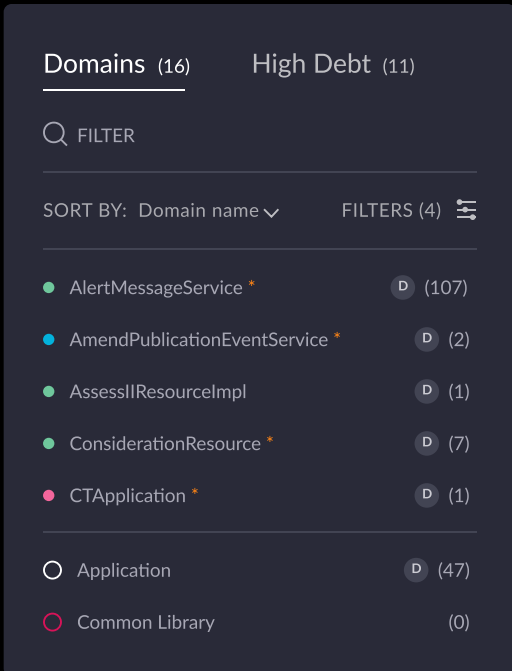 Domains (16) High Debt (11)
FILTER
SORT BY: Domain name FILTERS (4)
AlertMessageService * D (107)
AmendPublicationEventService * D (2)
AssessIIResourceImpl D (1)
ConsiderationResource * D (7)
CTApplication * D (1)
Application D (47)
Common Library (0)